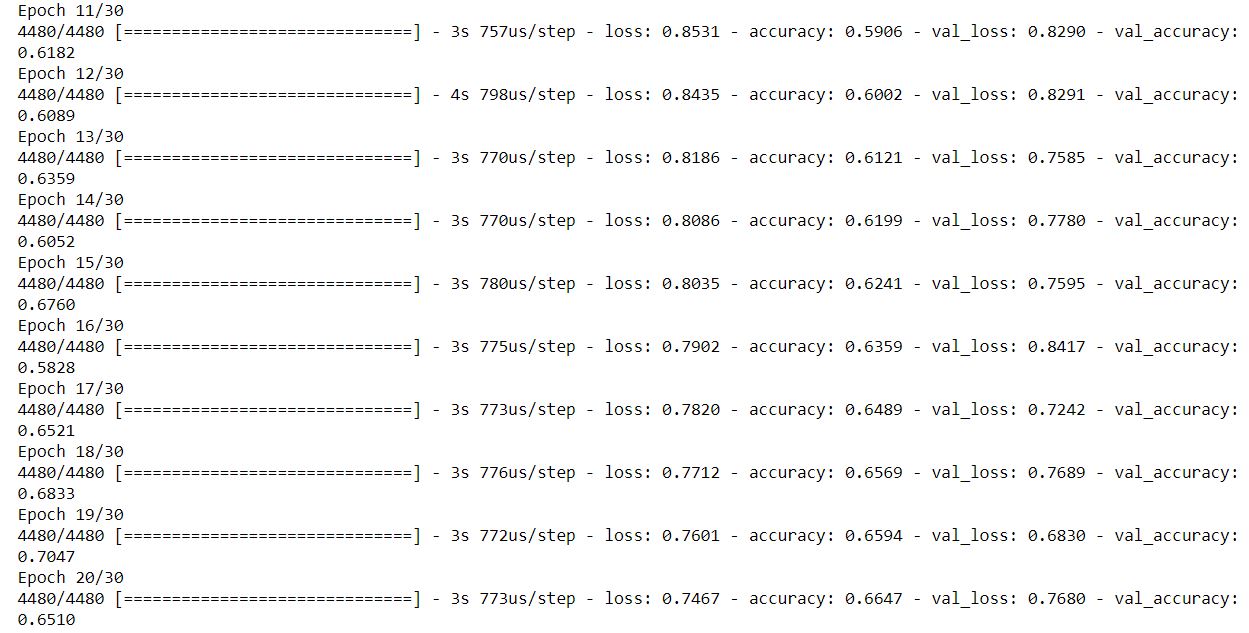 Epoch 11/30
4480/4480 [==============================] - 3s 757us/step - loss: 0.8531 - accuracy: 0.5906 - val_loss: 0.8290 - val_accuracy:
0.6182
Epoch 12/30
4480/4480 [==============================] - 4s 798us/step - loss: 0.8435 - accuracy: 0.6002 - val_loss: 0.8291 - val_accuracy:
0.6089
Epoch 13/30
4480/4480 [==============================] - 3s 770us/step - loss: 0.8186 - accuracy: 0.6121 - val_loss: 0.7585 - val_accuracy:
0.6359
Epoch 14/30
4480/4480 [==============================] - 3s 770us/step - loss: 0.8086 - accuracy: 0.6199 - val_loss: 0.7780 - val_accuracy:
0.6052
Epoch 15/30
4480/4480 [==============================] - 3s 780us/step - loss: 0.8035 - accuracy: 0.6241 - val_loss: 0.7595 - val_accuracy:
0.6760
Epoch 16/30
4480/4480 [==============================] - 3s 775us/step - loss: 0.7902 - accuracy: 0.6359 - val_loss: 0.8417 - val_accuracy:
0.5828
Epoch 17/30
4480/4480 [==============================] - 3s 773us/step - loss: 0.7820 - accuracy: 0.6489 - val_loss: 0.7242 - val_accuracy:
0.6521
Epoch 18/30
4480/4480 [==============================] - 3s 776us/step - loss: 0.7712 - accuracy: 0.6569 - val_loss: 0.7689 - val_accuracy:
0.6833
Epoch 19/30
4480/4480 [==============================] - 3s 772us/step - loss: 0.7601 - accuracy: 0.6594 - val_loss: 0.6830 - val_accuracy:
0.7047
Epoch 20/30
4480/4480 [==============================] - 3s 773us/step - loss: 0.7467 - accuracy: 0.6647 - val_loss: 0.7680 - val_accuracy:
0.6510